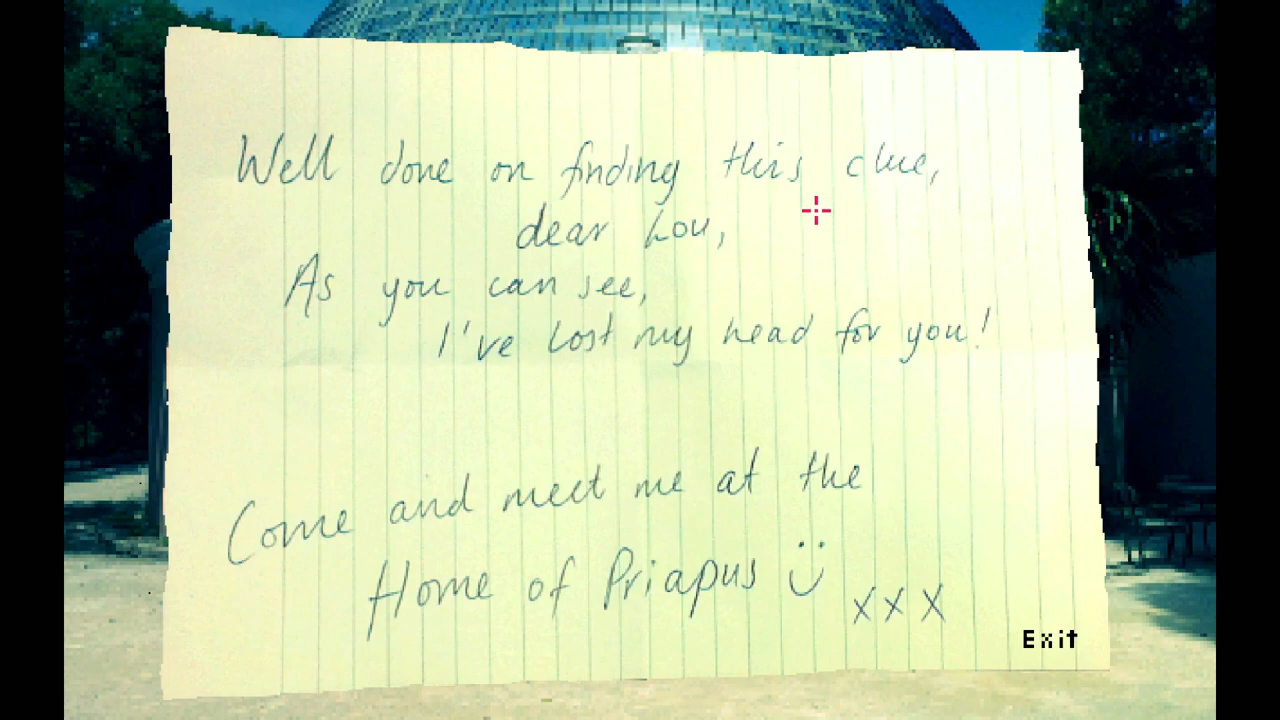 Well done on finding this clue,
dear Lou,
As you can see,
I've lost my head for you!
Come and meet me at the
Home of Priapus :)
xxx
Exit